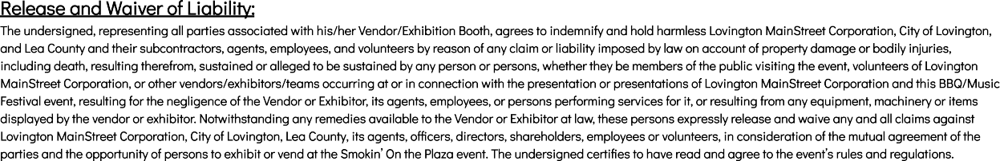 Release and Waiver of Liability:
The undersigned, representing all parties associated with his/her Vendor/Exhibition Booth, agrees to indemnify and hold harmless Lovington MainStreet Corporation, City of Lovington,
and Lea County and their subcontractors, agents, employees, and volunteers by reason of any claim or liability imposed by law on account of property damage or bodily injuries,
including death, resulting therefrom, sustained or alleged to be sustained by any person or persons, whether they be members of the public visiting the event, volunteers of Lovington
MainStreet Corporation, or other vendors/exhibitors/teams occurring at or in connection with the presentation or presentations of Lovington MainStreet Corporation and this BBQ/Music
Festival event, resulting for the negligence of the Vendor or Exhibitor, its agents, employees, or persons performing services for it, or resulting from any equipment, machinery or items
displayed by the vendor or exhibitor. Notwithstanding any remedies available to the Vendor or Exhibitor at law, these persons expressly release and waive any and all claims against
Lovington MainStreet Corporation, City of Lovington, Lea County, its agents, officers, directors, shareholders, employees or volunteers, in consideration of the mutual agreement of the
parties and the opportunity of persons to exhibit or vend at the Smokin' On the Plaza event. The undersigned certifies to have read and agree to the event's rules and regulations.